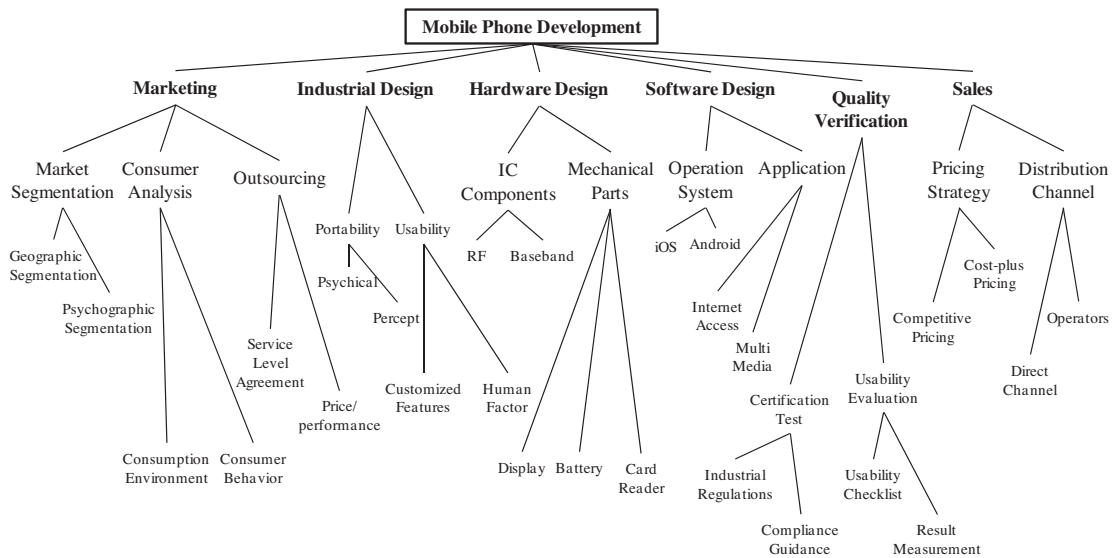 Mobile Phone Development
Marketing
Industrial Design
Hardware Design
Software Design
Quality
Verification
Sales
Market
Segmentation
Consumer
Analysis
Outsourcing
IC
Components
Mechanical
Parts
Operation
System
Application
Pricing
Strategy
Distribution
Channel
Portability
Usability
Geographic
Segmentation
RF
Baseband
iOS
Android
Psychical
Cost-plus
Pricing
Psychographic
Segmentation
Percept
Internet
Access
Competitive
Pricing
Operators
Service
Level
Agreement
Multi
Media
Direct
Channel
Customized
Features
Human
Factor
Usability
Evaluation
Price/
performance
Certification
Test
Consumption
Environment
Consumer
Behavior
Display
Battery
Card
Reader
Industrial
Regulations
Usability
Checklist
Compliance
Guidance
Result
Measurement